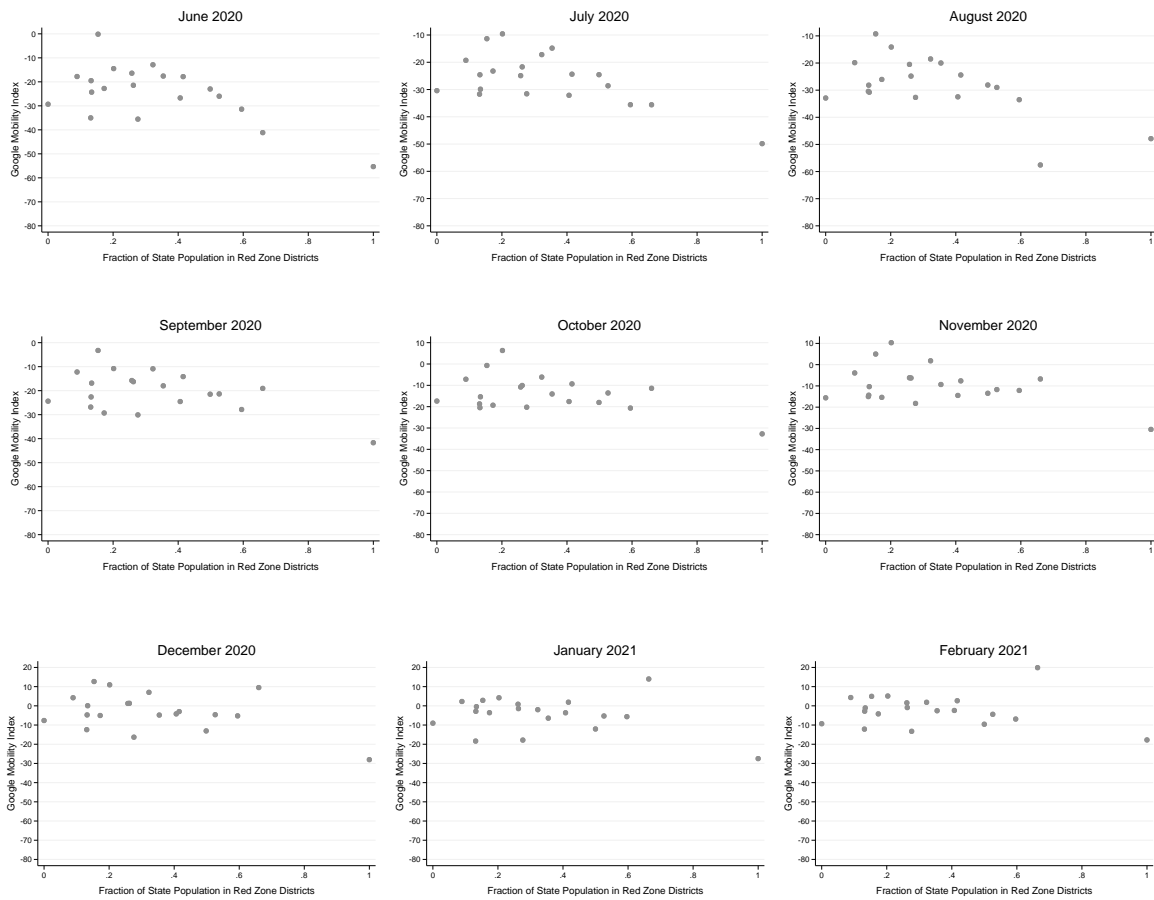 June 2020
Google Mobility Index
0
-10
-20
-30
-40
-50
-60
-70
-80
0 .2 .4 .6 .8 1
Fraction of State Population in Red Zone Districts
July 2020
Google Mobility Index
-10
-20
-30
-40
-50
-60
-70
-80
0 .2 .4 .6 .8 1
Fraction of State Population in Red Zone Districts
August 2020
Google Mobility Index
-10
-20
-30
-40
-50
-60
-70
-80
0 .2 .4 .6 .8 1
Fraction of State Population in Red Zone Districts
September 2020
Google Mobility Index
0
-10
-20
-30
-40
-50
-60
-70
-80
0 .2 .4 .6 .8 1
Fraction of State Population in Red Zone Districts
October 2020
Google Mobility Index
10
0
-10
-20
-30
-40
-50
-60
-70
-80
0 .2 .4 .6 .8 1
Fraction of State Population in Red Zone Districts
November 2020
Google Mobility Index
10
0
-10
-20
-30
-40
-50
-60
-70
-80
0 .2 .4 .6 .8 1
Fraction of State Population in Red Zone Districts
December 2020
Google Mobility Index
20
10
0
-10
-20
-30
-40
-50
-60
-70
-80
0 .2 .4 .6 .8 1
Fraction of State Population in Red Zone Districts
January 2021
Google Mobility Index
20
10
0
-10
-20
-30
-40
-50
-60
-70
-80
0 .2 .4 .6 .8 1
Fraction of State Population in Red Zone Districts
February 2021
Google Mobility Index
20
10
0
-10
-20
-30
-40
-50
-60
-70
-80
0 .2 .4 .6 .8 1
Fraction of State Population in Red Zone Districts